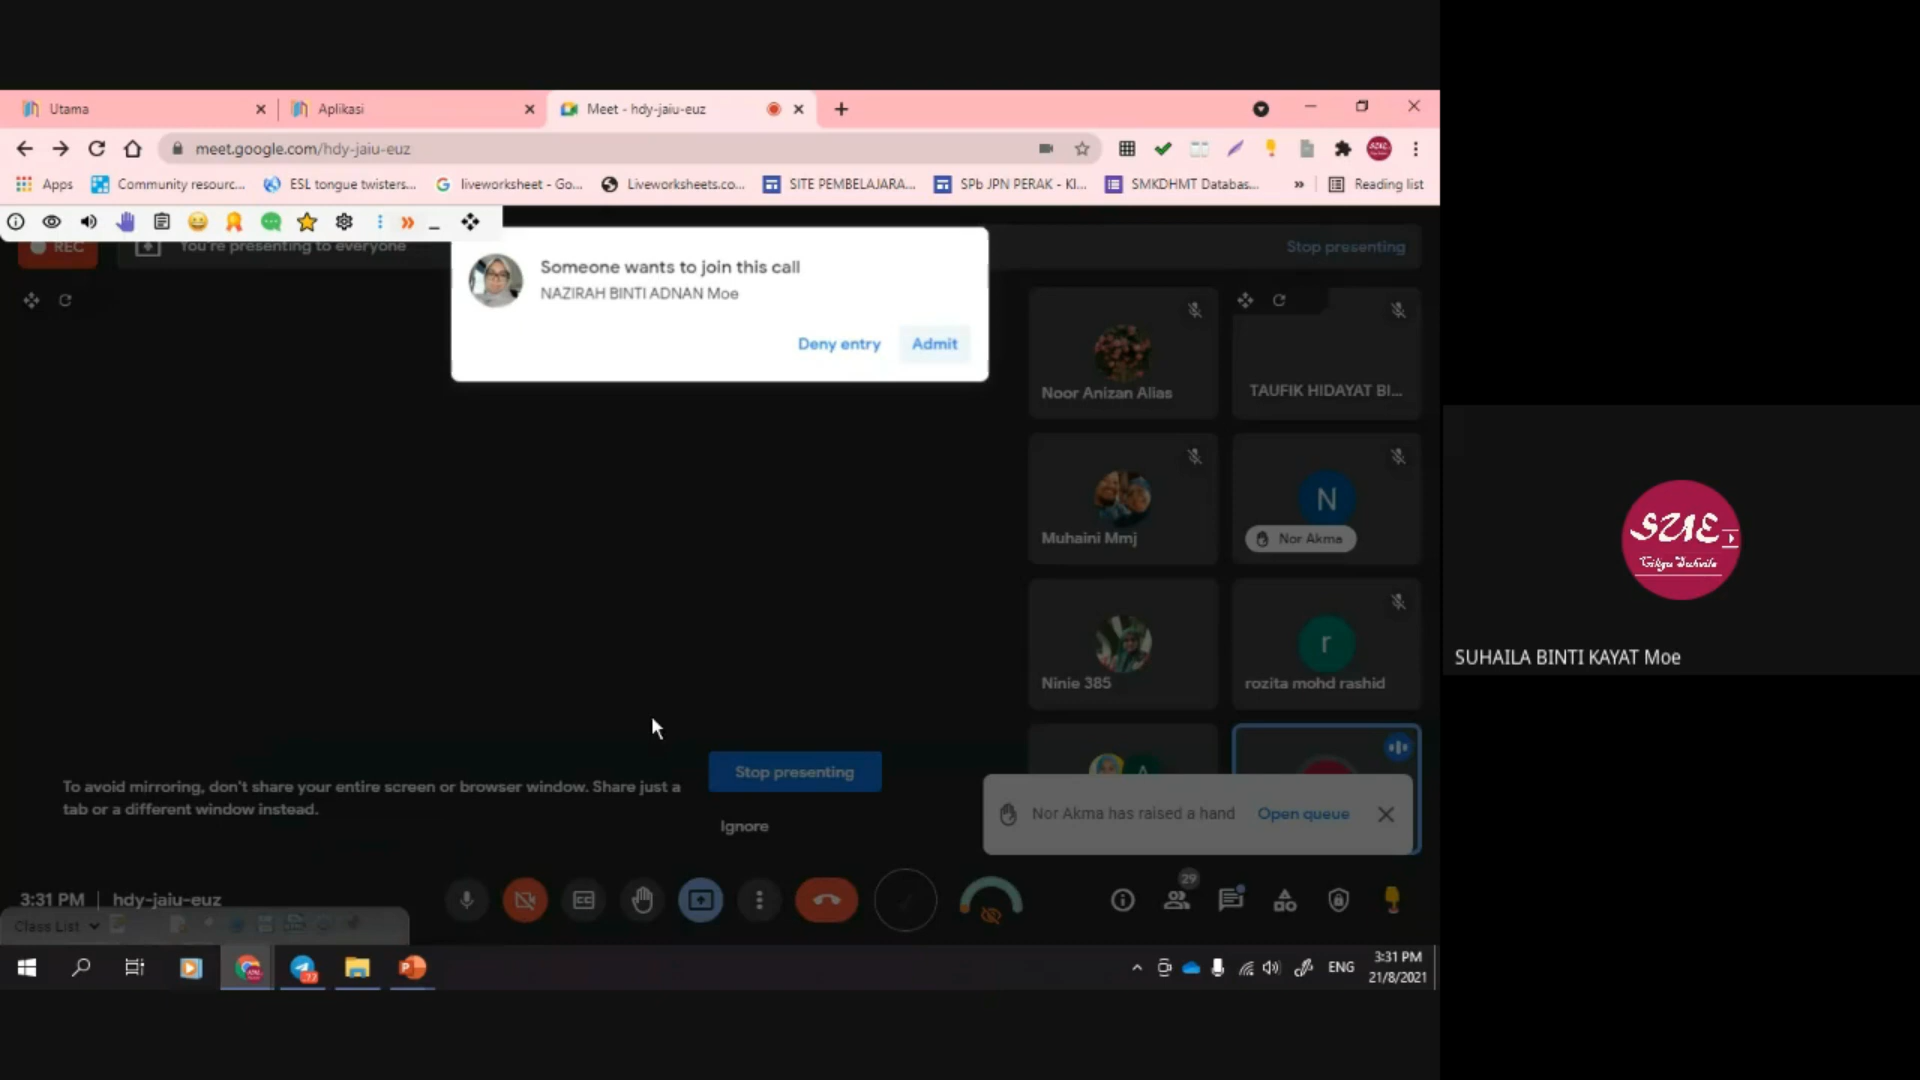 Utama
Aplikasi
Meet - hdy-jaiu-euz
meet.google.com/hdy-jaiu-euz
Apps
Community resourc...
ESL tongue twisters...
liveworksheet - Go...
Liveworksheets.co...
SITE PEMBELAJARA...
SPb JPN PERAK - KI...
SMKDHMT Databas...
»
Reading list
REC
You're presenting to everyone
Stop presenting
Someone wants to join this call
NAZIRAH BINTI ADNAN Moe
Deny entry
Admit
Noor Anizan Alias
TAUFIK HIDAYAT BI...
Muhaini Mmj
N
Nor Akma
Ninie 385
r
rozita mohd rashid
A
SZAE
Cikgu Suhaila
SUHAILA BINTI KAYAT Moe
To avoid mirroring, don't share your entire screen or browser window. Share just a
tab or a different window instead.
Stop presenting
Ignore
Nor Akma has raised a hand
Open queue
3:31 PM | hdy-jaiu-euz
CC
29
Class List
ENG
3:31 PM
21/8/2021